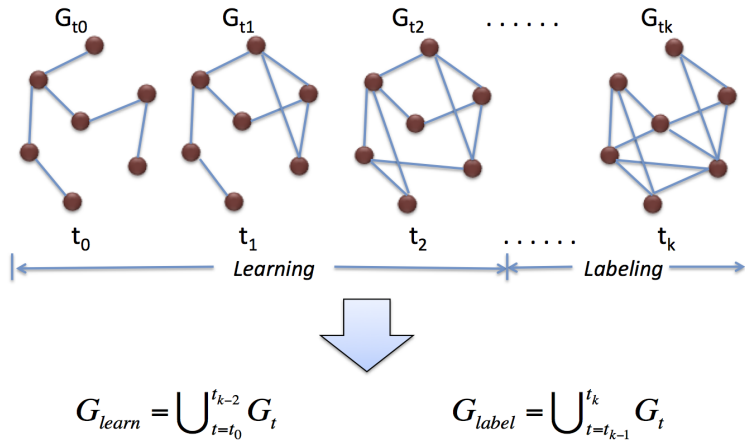 G_t0 G_t1 G_t2 . . . . . . G_tk
t_0 t_1 t_2 . . . . . . t_k
Learning Labeling
G_learn = ⋃_{t=t_0}^{t_{k-2}} G_t G_label = ⋃_{t=t_{k-1}}^{t_k} G_t